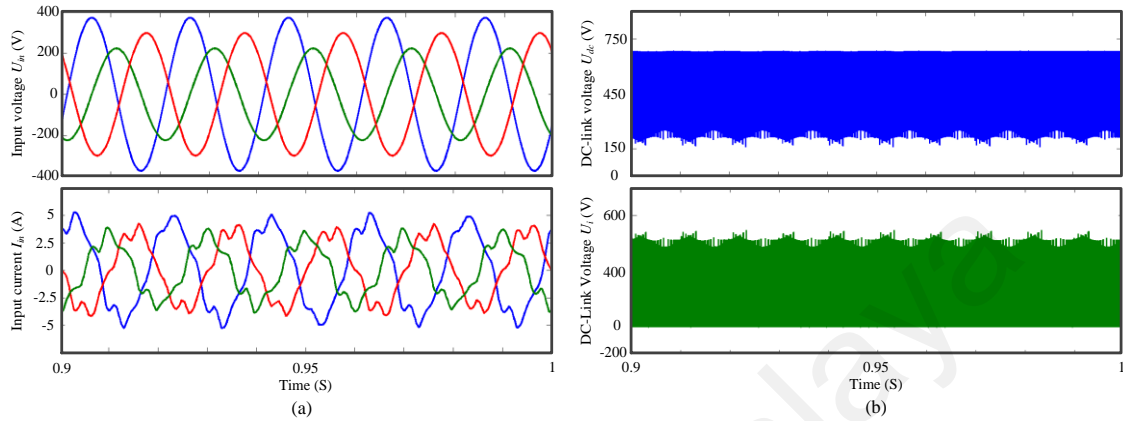 Input voltage U_in (V)
400
200
0
-200
-400
Input current I_in (A)
5
2.5
0
-2.5
-5
0.9
0.95
1
Time (S)
(a)
DC-link voltage U_dc (V)
750
450
150
0
DC-Link Voltage U_i (V)
600
400
0
-200
0.9
0.95
1
Time (S)
(b)
laya